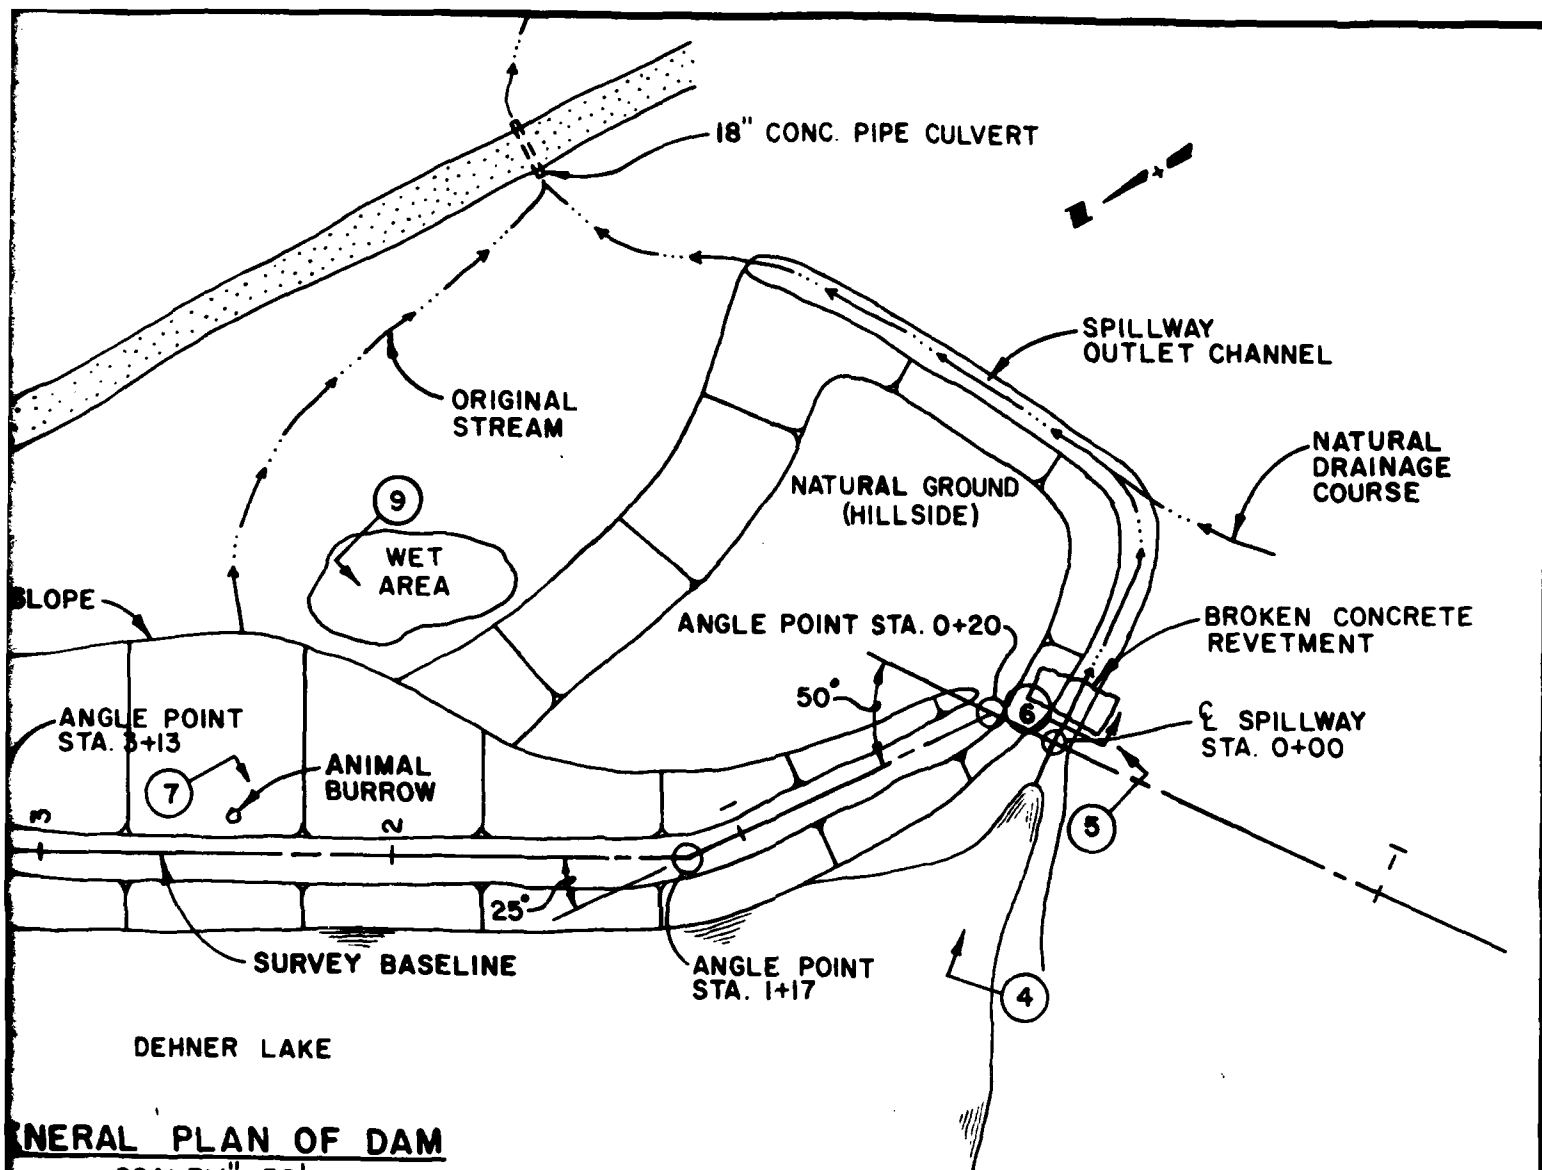 18" CONC. PIPE CULVERT
SPILLWAY
OUTLET CHANNEL
ORIGINAL
STREAM
NATURAL
DRAINAGE
COURSE
NATURAL GROUND
(HILLSIDE)
9
WET
AREA
SLOPE
ANGLE POINT STA. 0+20
BROKEN CONCRETE
REVETMENT
50°
6
℄ SPILLWAY
STA. 0+00
ANGLE POINT
STA. 3+13
7
ANIMAL
BURROW
5
3
2
1
-1
25°
SURVEY BASELINE
ANGLE POINT
STA. 1+17
4
DEHNER LAKE
ENERAL PLAN OF DAM